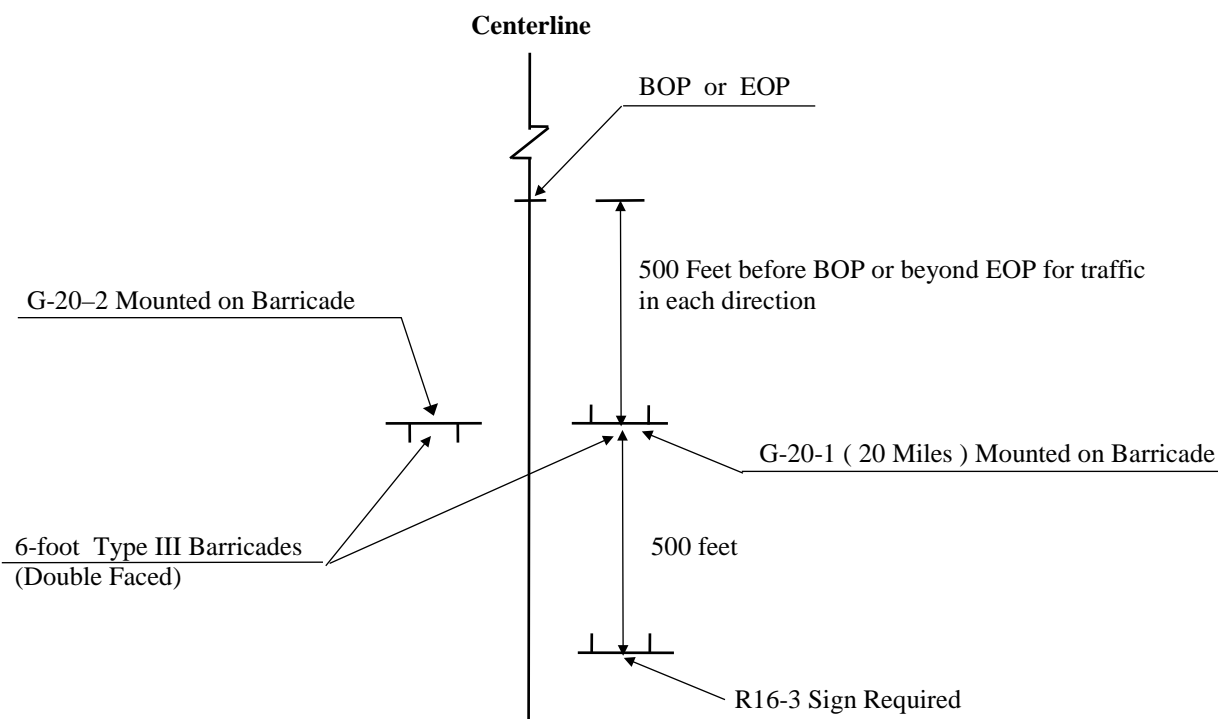 Centerline
BOP or EOP
500 Feet before BOP or beyond EOP for traffic
in each direction
G-20–2 Mounted on Barricade
G-20-1 ( 20 Miles ) Mounted on Barricade
6-foot Type III Barricades
(Double Faced)
500 feet
R16-3 Sign Required